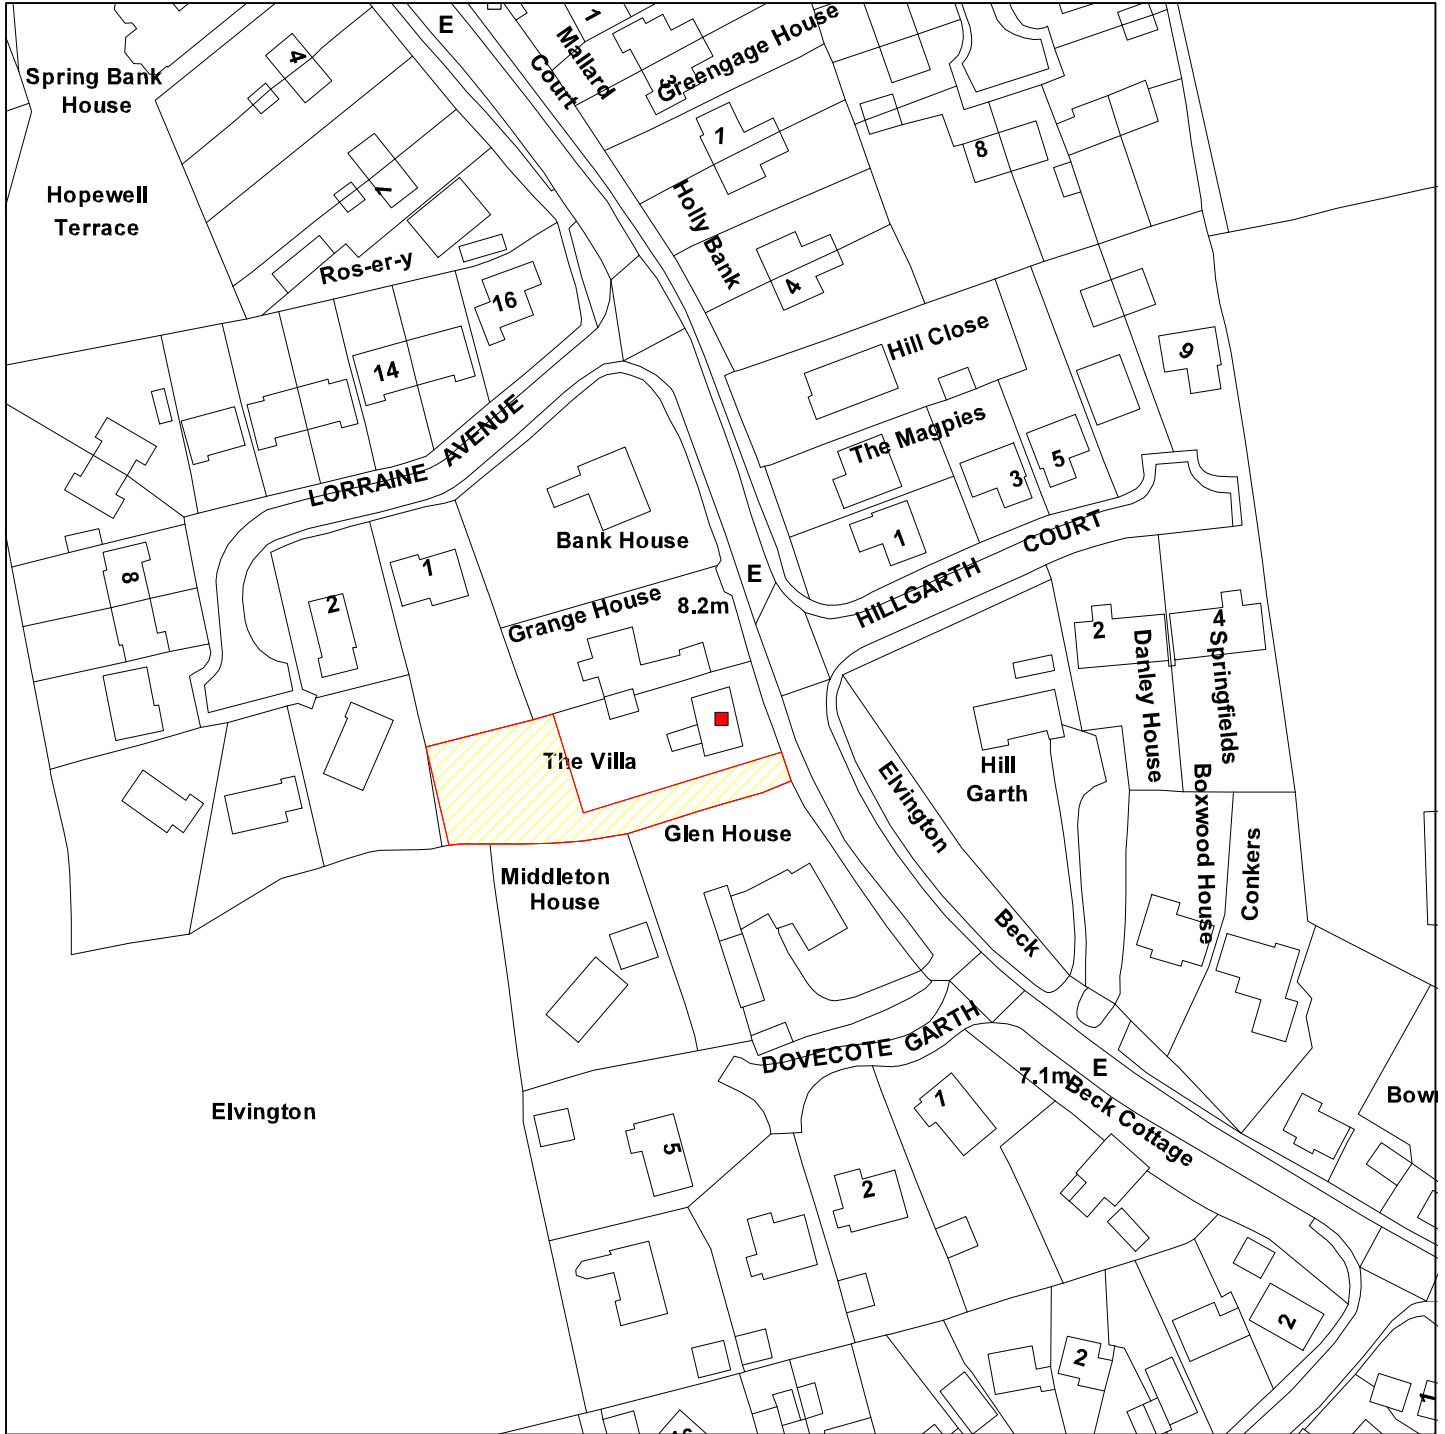 E
1
Mallard
Court
3
Greengage House
4
Spring Bank
House
1
8
7
Hopewell
Terrace
Holly Bank
Ros-er-y
4
16
Hill Close
9
14
The Magpies
5
3
LORRAINE AVENUE
1
HILLGARTH COURT
Bank House
E
8
1
2
Grange House
8.2m
2
4
Danley House
Springfields
The Villa
Hill
Garth
Elvington
Beck
Boxwood House
Conkers
Glen House
Middleton
House
DOVECOTE GARTH
7.1m
E
Beck Cottage
1
Elvington
5
2
2
2
1